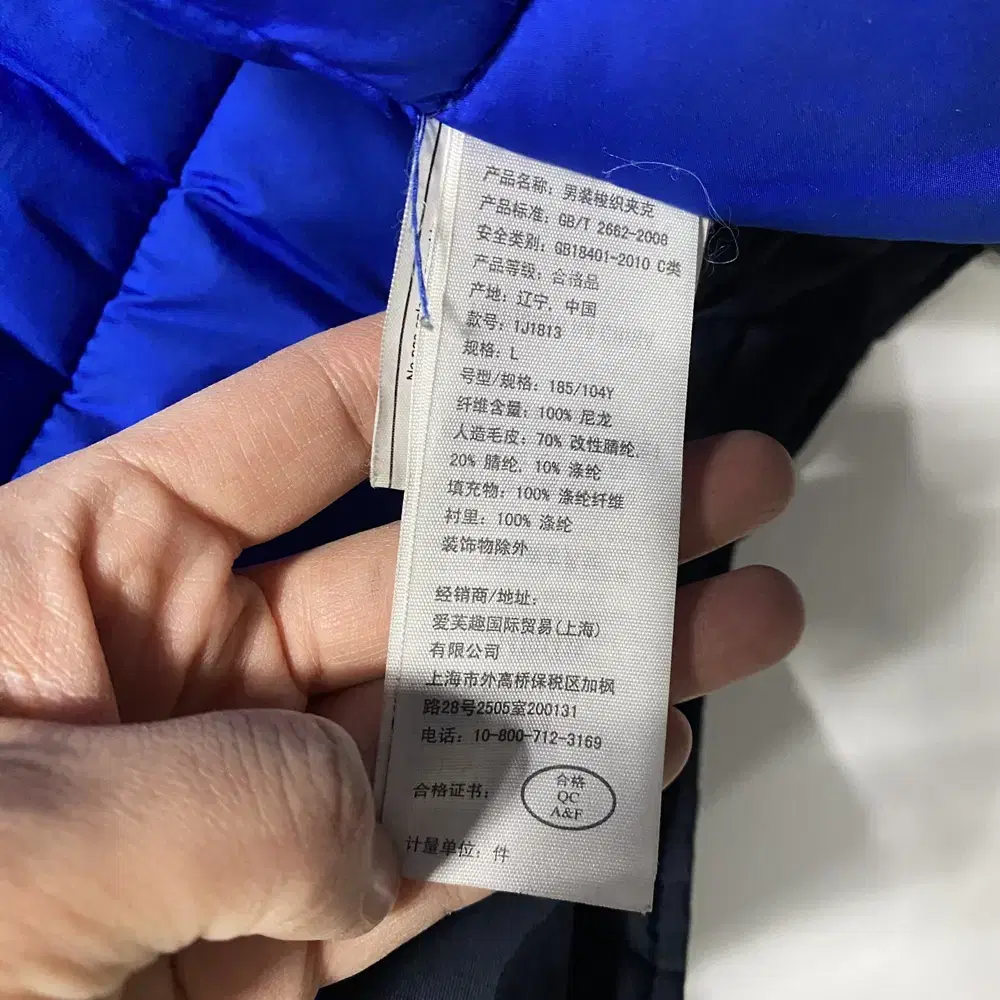 产品名称: 男装梭织夹克
产品标准: GB/T 2662-2008
安全类别: GB18401-2010 C类
产品等级: 合格品
产地: 辽宁, 中国
款号: 1J1813
规格: L
号型/规格: 185/104Y
纤维含量: 100% 尼龙
人造毛皮: 70% 改性腈纶,
20% 腈纶, 10% 涤纶
填充物: 100% 涤纶纤维
衬里: 100% 涤纶
装饰物除外
经销商/地址:
爱芙趣国际贸易(上海)
有限公司
上海市外高桥保税区加枫
路28号2505室200131
电话: 10-800-712-3169
合格证书:
合格
QC
A&F
计量单位: 件